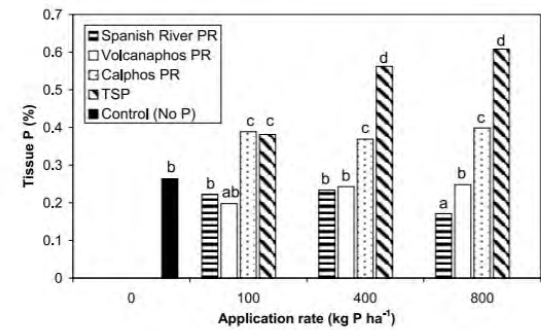 0.7
0.6
0.5
0.4
0.3
0.2
0.1
0
Tissue P (%)
Spanish River PR
Volcanaphos PR
Calphos PR
TSP
Control (No P)
b
b
ab
c
c
b
b
c
d
a
b
c
d
0
100
400
800
Application rate (kg P ha⁻¹)